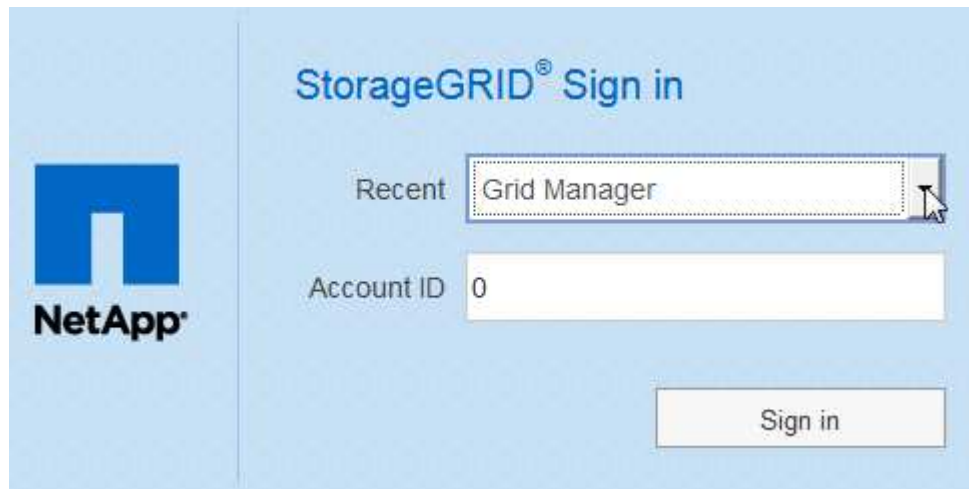 StorageGRID® Sign in
Recent Grid Manager
Account ID 0
NetApp
Sign in